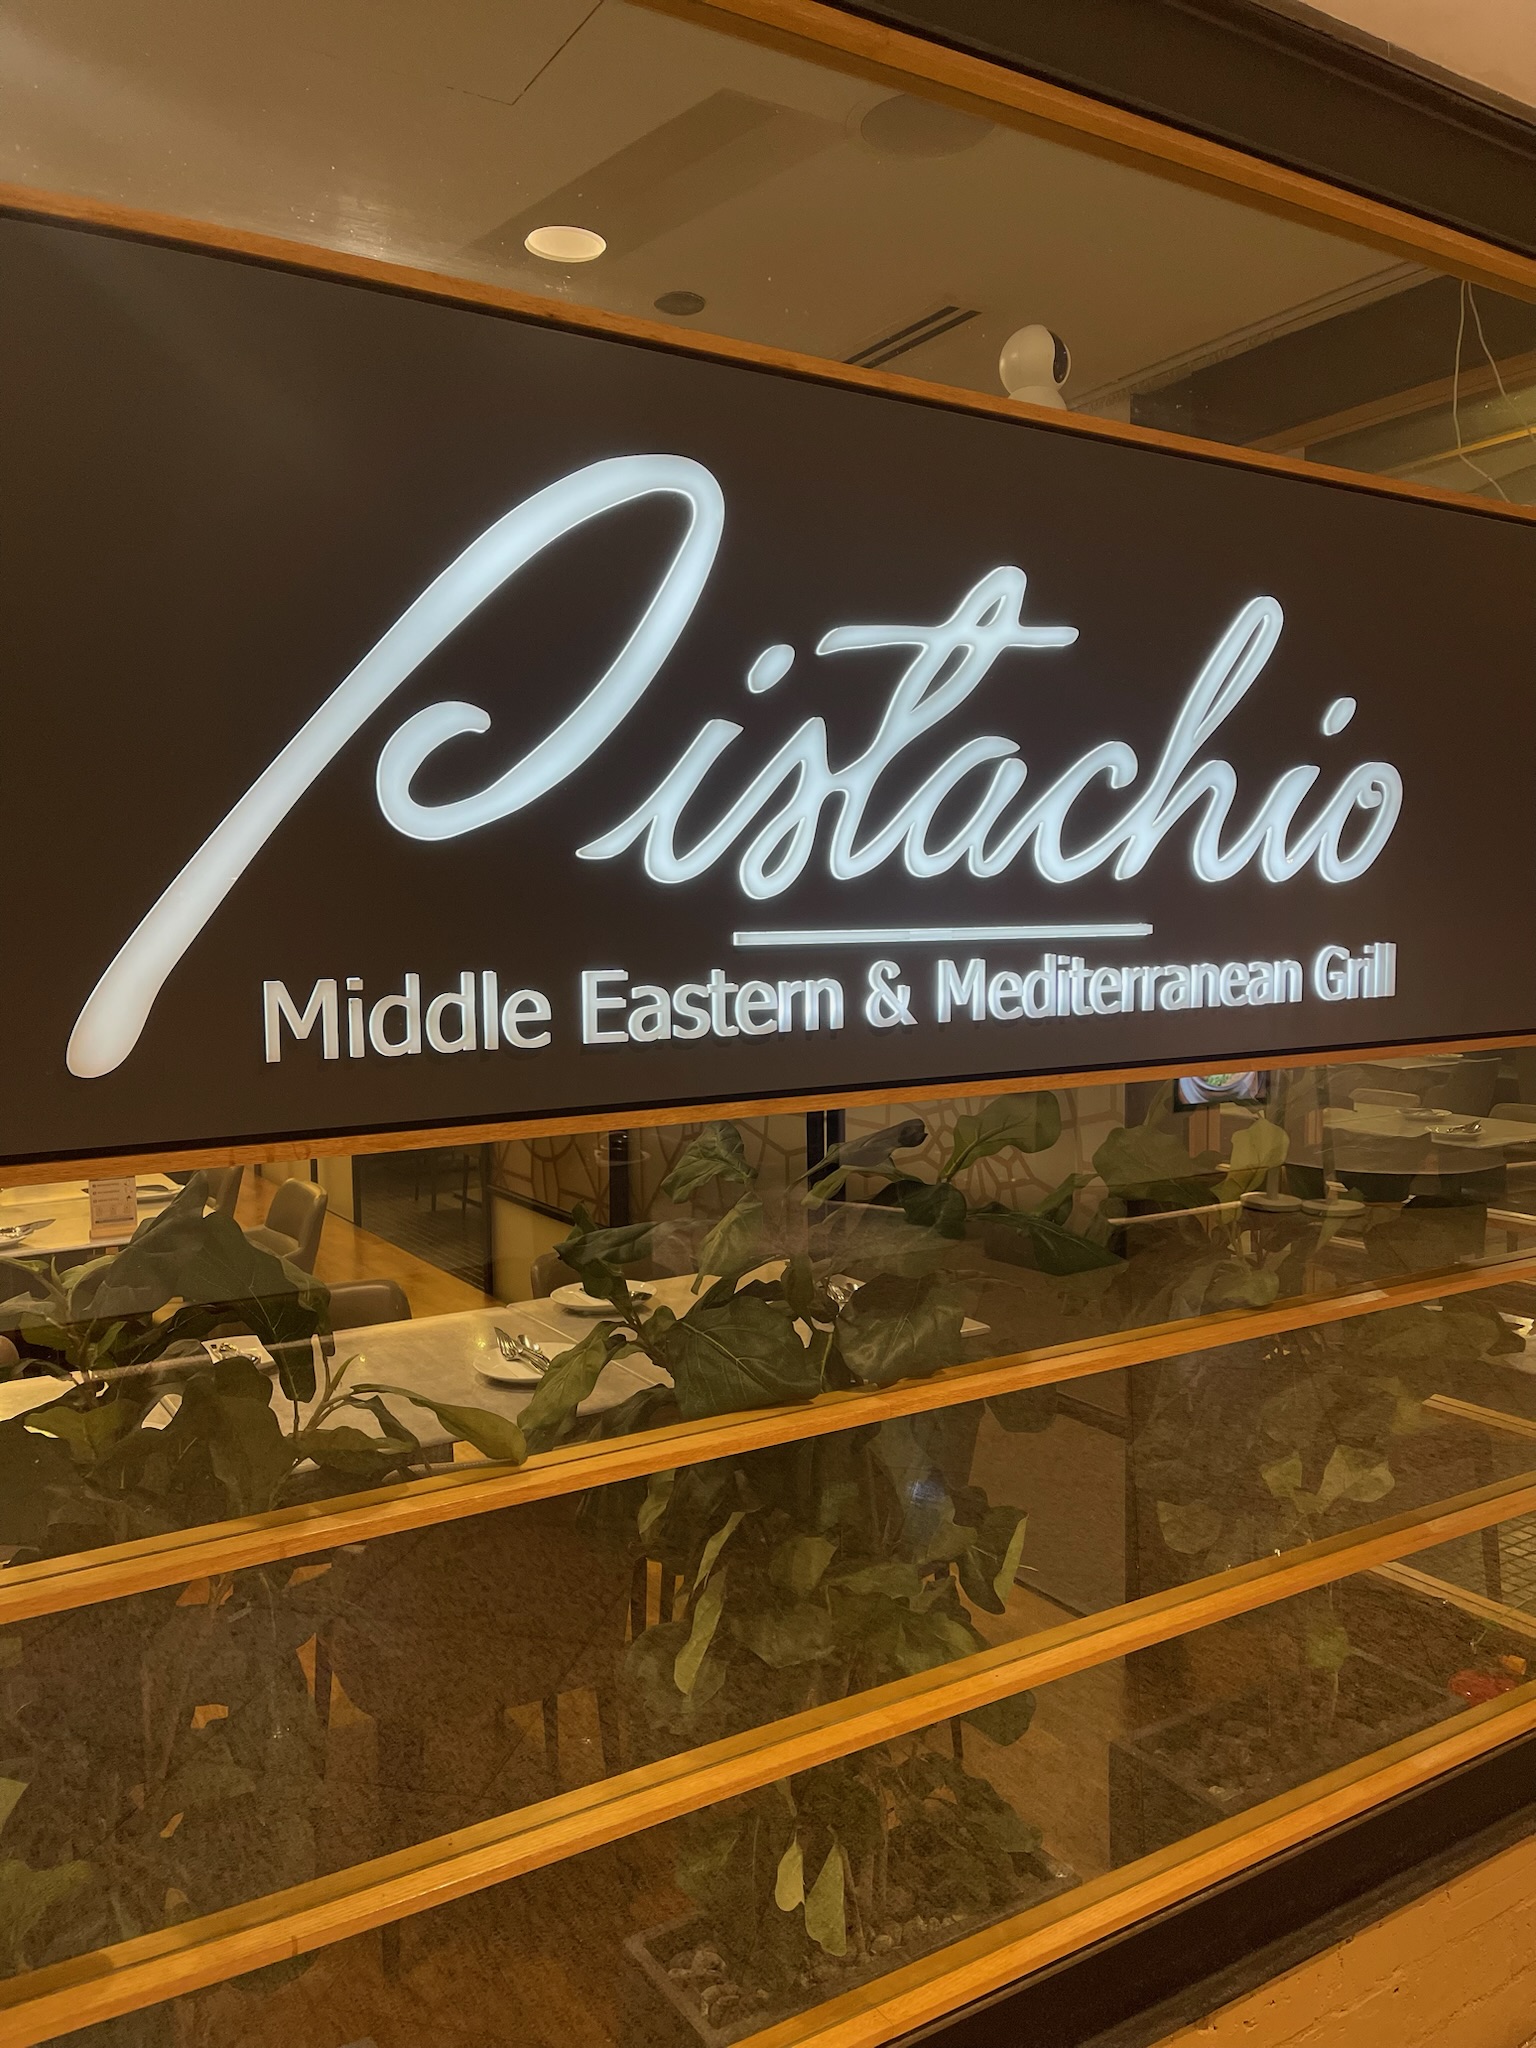 Pistachio
Middle Eastern & Mediterranean Grill